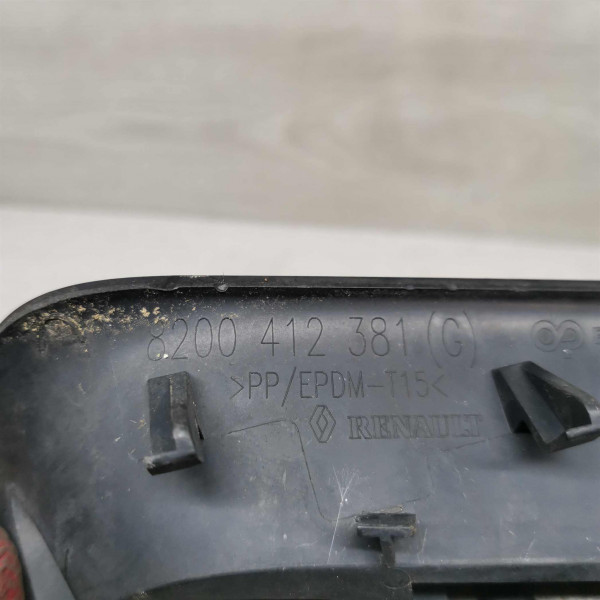 8200 412 381 (G)
>PP/EPDM-T15<
RENAULT